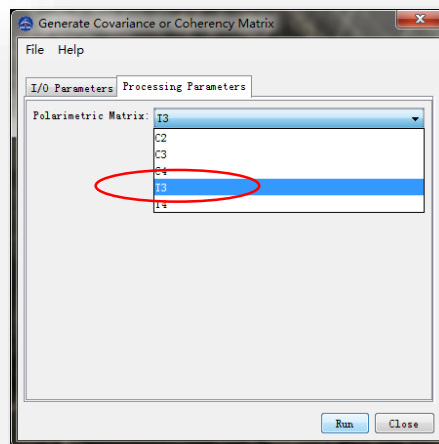 Generate Covariance or Coherency Matrix
File Help
I/O Parameters Processing Parameters
Polarimetric Matrix: T3
C2
C3
C4
T3
T4
Run Close